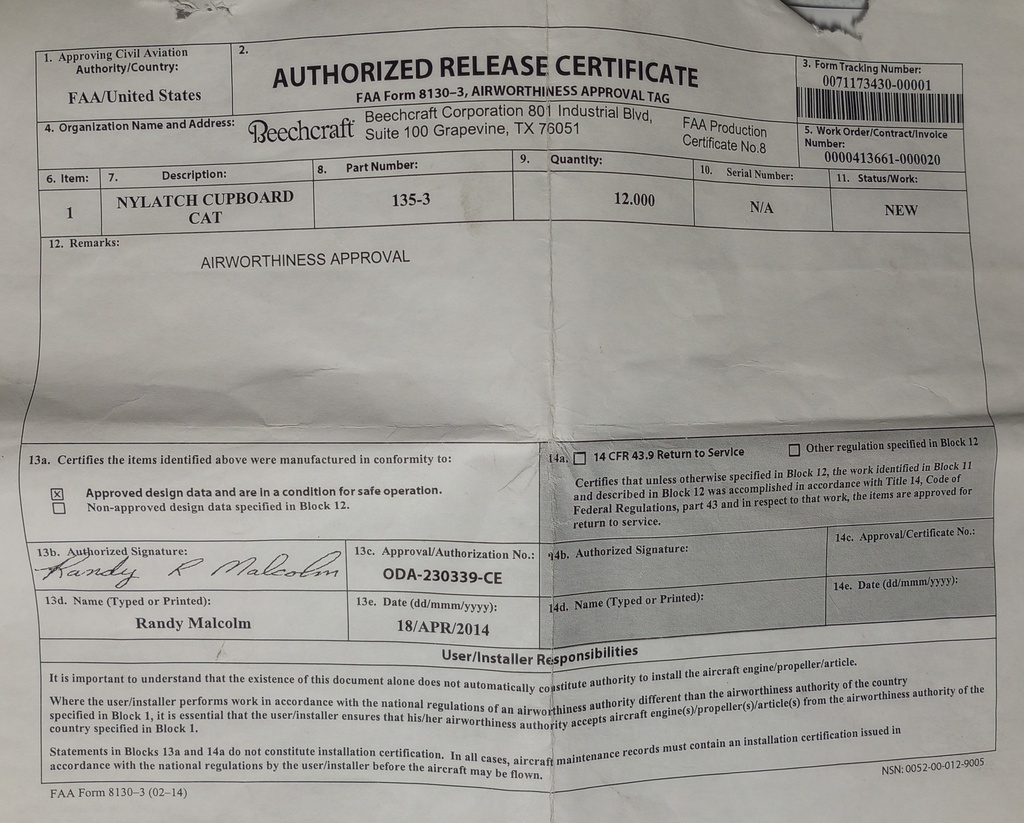 1. Approving Civil Aviation
Authority/Country:
FAA/United States
2.
AUTHORIZED RELEASE CERTIFICATE
FAA Form 8130–3, AIRWORTHINESS APPROVAL TAG
3. Form Tracking Number:
0071173430-00001
4. Organization Name and Address:
Beechcraft
Beechcraft Corporation 801 Industrial Blvd,
Suite 100 Grapevine, TX 76051
FAA Production
Certificate No.8
5. Work Order/Contract/Invoice
Number:
0000413661-000020
6. Item:
7. Description:
8. Part Number:
9. Quantity:
10. Serial Number:
11. Status/Work:
1
NYLATCH CUPBOARD
CAT
135-3
12.000
N/A
NEW
12. Remarks:
AIRWORTHINESS APPROVAL
13a. Certifies the items identified above were manufactured in conformity to:
☒ Approved design data and are in a condition for safe operation.
☐ Non-approved design data specified in Block 12.
14a. ☐ 14 CFR 43.9 Return to Service ☐ Other regulation specified in Block 12
Certifies that unless otherwise specified in Block 12, the work identified in Block 11
and described in Block 12 was accomplished in accordance with Title 14, Code of
Federal Regulations, part 43 and in respect to that work, the items are approved for
return to service.
13b. Authorized Signature:
Randy R Malcolm
13c. Approval/Authorization No.:
ODA-230339-CE
14b. Authorized Signature:
14c. Approval/Certificate No.:
13d. Name (Typed or Printed):
Randy Malcolm
13e. Date (dd/mmm/yyyy):
18/APR/2014
14d. Name (Typed or Printed):
14e. Date (dd/mmm/yyyy):
User/Installer Responsibilities
It is important to understand that the existence of this document alone does not automatically constitute authority to install the aircraft engine/propeller/article.
Where the user/installer performs work in accordance with the national regulations of an airworthiness authority different than the airworthiness authority of the country
specified in Block 1, it is essential that the user/installer ensures that his/her airworthiness authority accepts aircraft engine(s)/propeller(s)/article(s) from the airworthiness authority of the
country specified in Block 1.
Statements in Blocks 13a and 14a do not constitute installation certification. In all cases, aircraft maintenance records must contain an installation certification issued in
accordance with the national regulations by the user/installer before the aircraft may be flown.
FAA Form 8130–3 (02–14)
NSN: 0052-00-012-9005